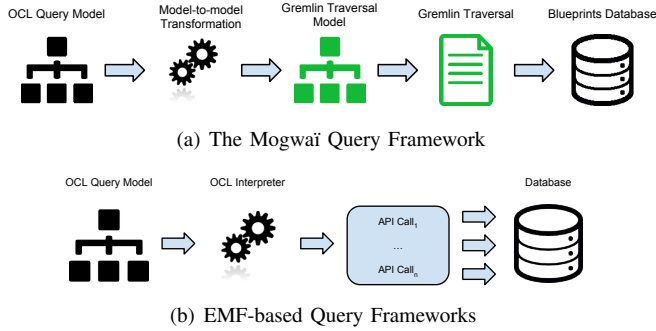 OCL Query Model
Model-to-model
Transformation
Gremlin Traversal
Model
Gremlin Traversal
Blueprints Database
(a) The Mogwaï Query Framework
OCL Query Model
OCL Interpreter
Database
API Call₁
...
API Callₙ
(b) EMF-based Query Frameworks